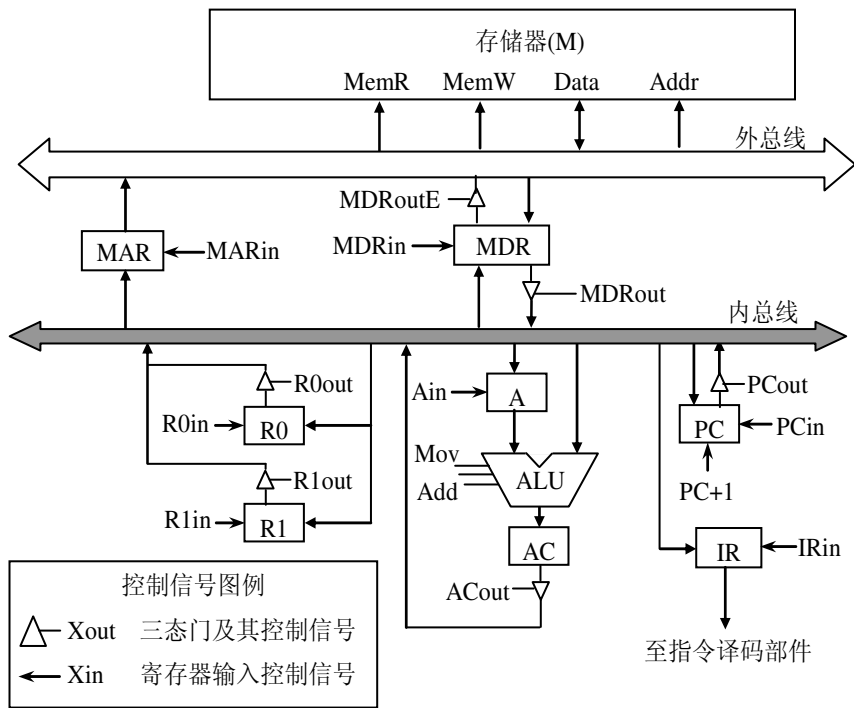 存储器(M)
MemR MemW Data Addr
外总线
MDRoutE
MAR
MARin
MDRin
MDR
MDRout
内总线
R0out
R0in
R0
R1out
R1in
R1
Ain
A
Mov
Add
ALU
AC
ACout
PCout
PC
PCin
PC+1
IR
IRin
至指令译码部件
控制信号图例
Xout 三态门及其控制信号
Xin 寄存器输入控制信号